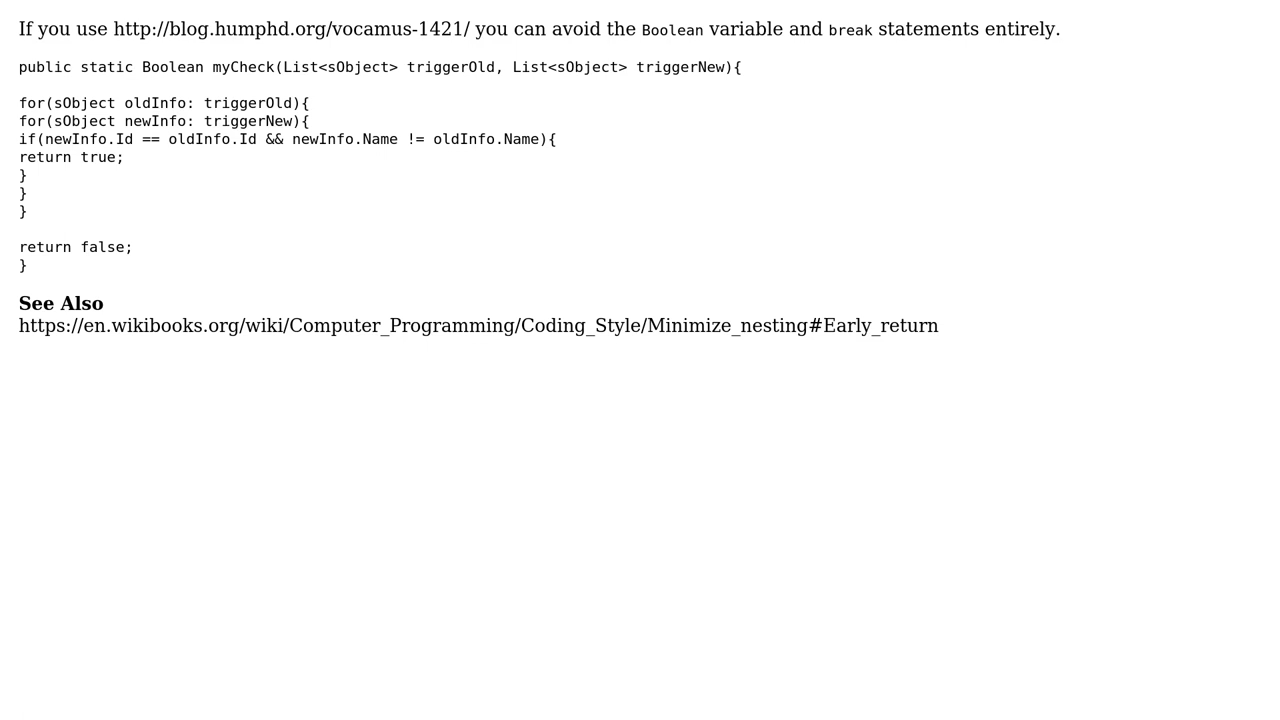 If you use http://blog.humphd.org/vocamus-1421/ you can avoid the Boolean variable and break statements entirely.
public static Boolean myCheck(List<sObject> triggerOld, List<sObject> triggerNew){
for(sObject oldInfo: triggerOld){
for(sObject newInfo: triggerNew){
if(newInfo.Id == oldInfo.Id && newInfo.Name != oldInfo.Name){
return true;
}
}
}
return false;
}
See Also
https://en.wikibooks.org/wiki/Computer_Programming/Coding_Style/Minimize_nesting#Early_return